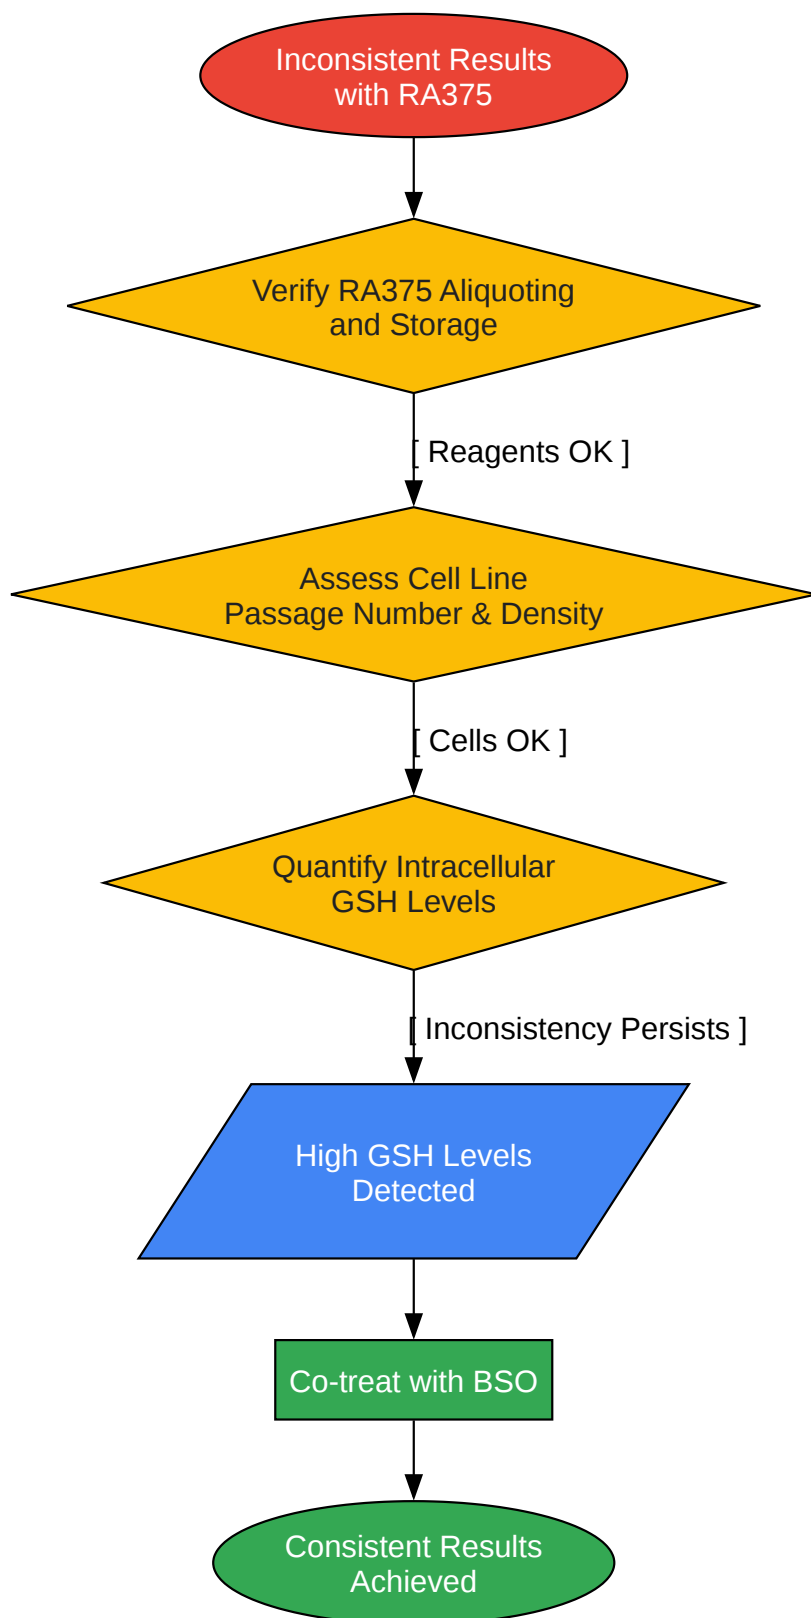 Inconsistent Results
with RA375
Verify RA375 Aliquoting
and Storage
[ Reagents OK ]
Assess Cell Line
Passage Number & Density
[ Cells OK ]
Quantify Intracellular
GSH Levels
[ Inconsistency Persists ]
High GSH Levels
Detected
Co-treat with BSO
Consistent Results
Achieved